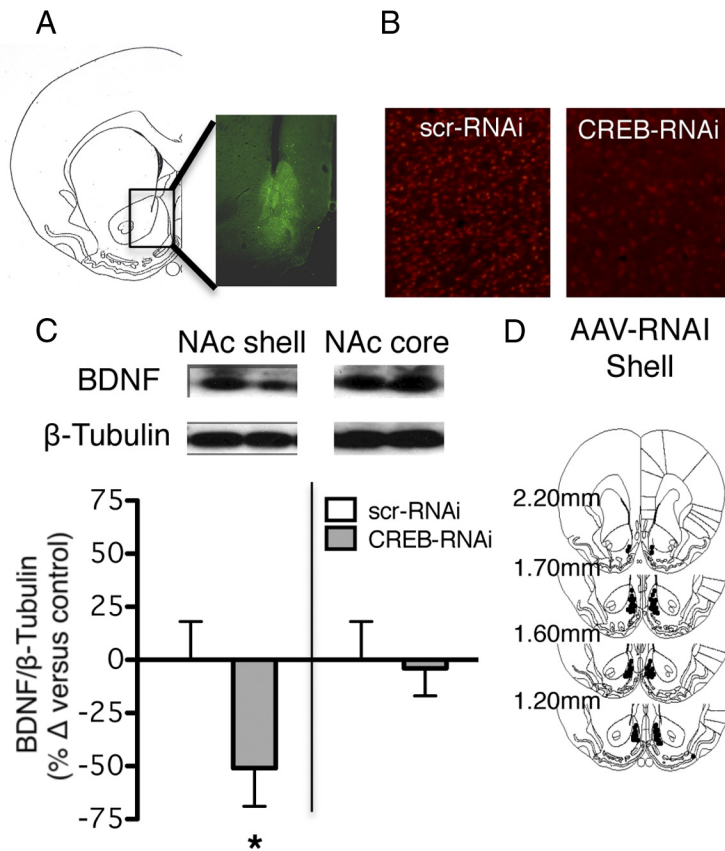 A
B
scr-RNAi
CREB-RNAi
C
NAc shell
NAc core
BDNF
β-Tubulin
75
50
25
0
-25
-50
-75
BDNF/β-Tubulin
(% Δ versus control)
scr-RNAi
CREB-RNAi
*
D
AAV-RNAI
Shell
2.20mm
1.70mm
1.60mm
1.20mm